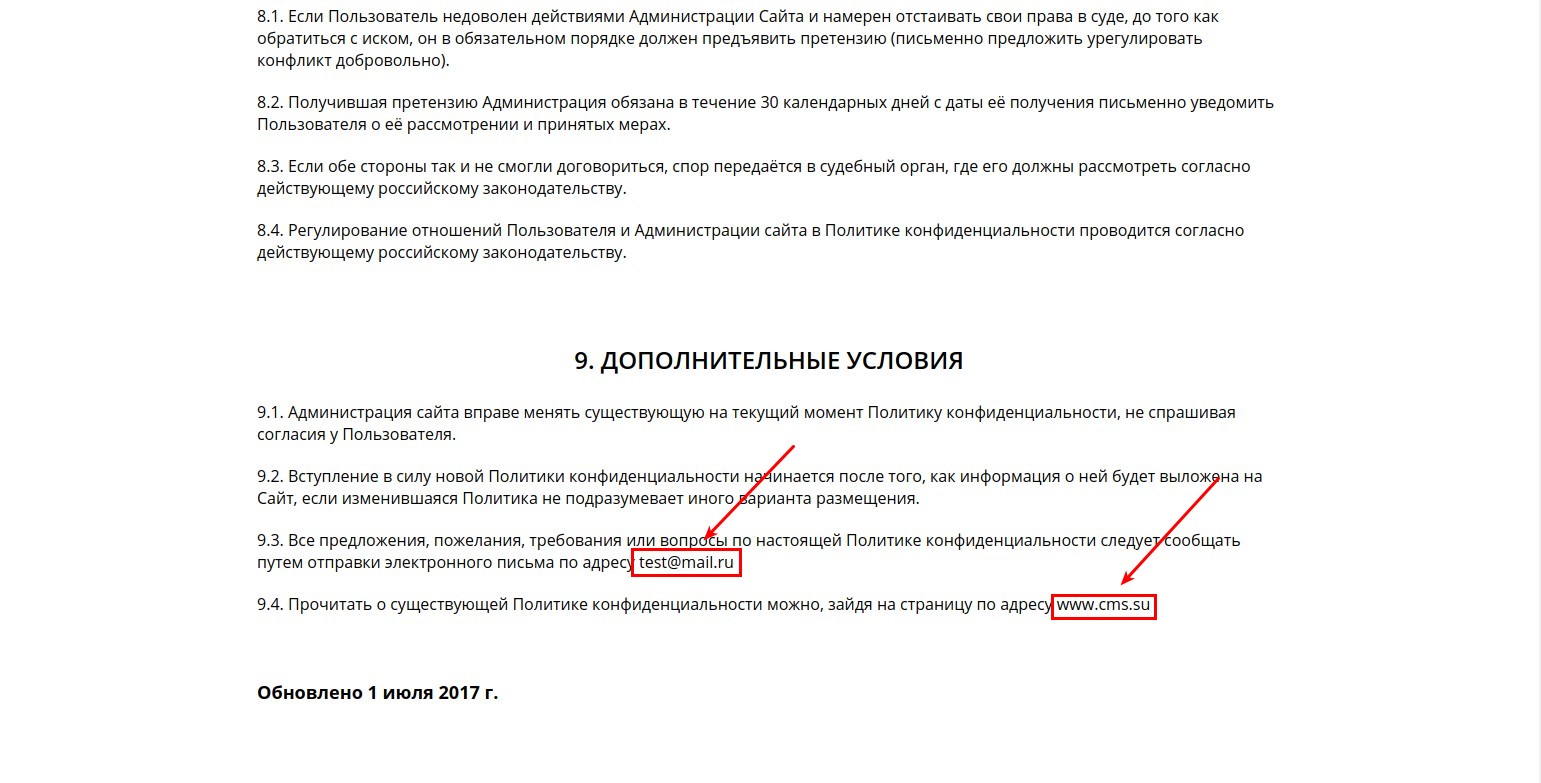 8.1. Если Пользователь недоволен действиями Администрации Сайта и намерен отстаивать свои права в суде, до того как
обратиться с иском, он в обязательном порядке должен предъявить претензию (письменно предложить урегулировать
конфликт добровольно).
8.2. Получившая претензию Администрация обязана в течение 30 календарных дней с даты её получения письменно уведомить
Пользователя о её рассмотрении и принятых мерах.
8.3. Если обе стороны так и не смогли договориться, спор передаётся в судебный орган, где его должны рассмотреть согласно
действующему российскому законодательству.
8.4. Регулирование отношений Пользователя и Администрации сайта в Политике конфиденциальности проводится согласно
действующему российскому законодательству.
9. ДОПОЛНИТЕЛЬНЫЕ УСЛОВИЯ
9.1. Администрация сайта вправе менять существующую на текущий момент Политику конфиденциальности, не спрашивая
согласия у Пользователя.
9.2. Вступление в силу новой Политики конфиденциальности начинается после того, как информация о ней будет выложена на
Сайт, если изменившаяся Политика не подразумевает иного варианта размещения.
9.3. Все предложения, пожелания, требования или вопросы по настоящей Политике конфиденциальности следует сообщать
путем отправки электронного письма по адресу test@mail.ru
9.4. Прочитать о существующей Политике конфиденциальности можно, зайдя на страницу по адресу www.cms.su
Обновлено 1 июля 2017 г.